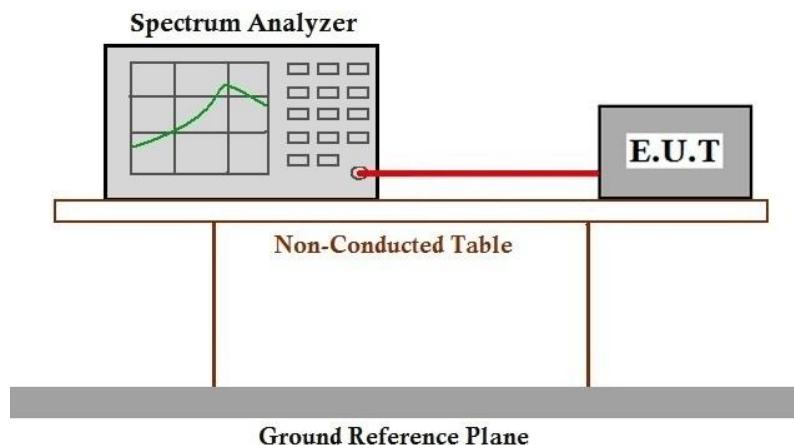 Spectrum Analyzer
E.U.T
Non-Conducted Table
Ground Reference Plane